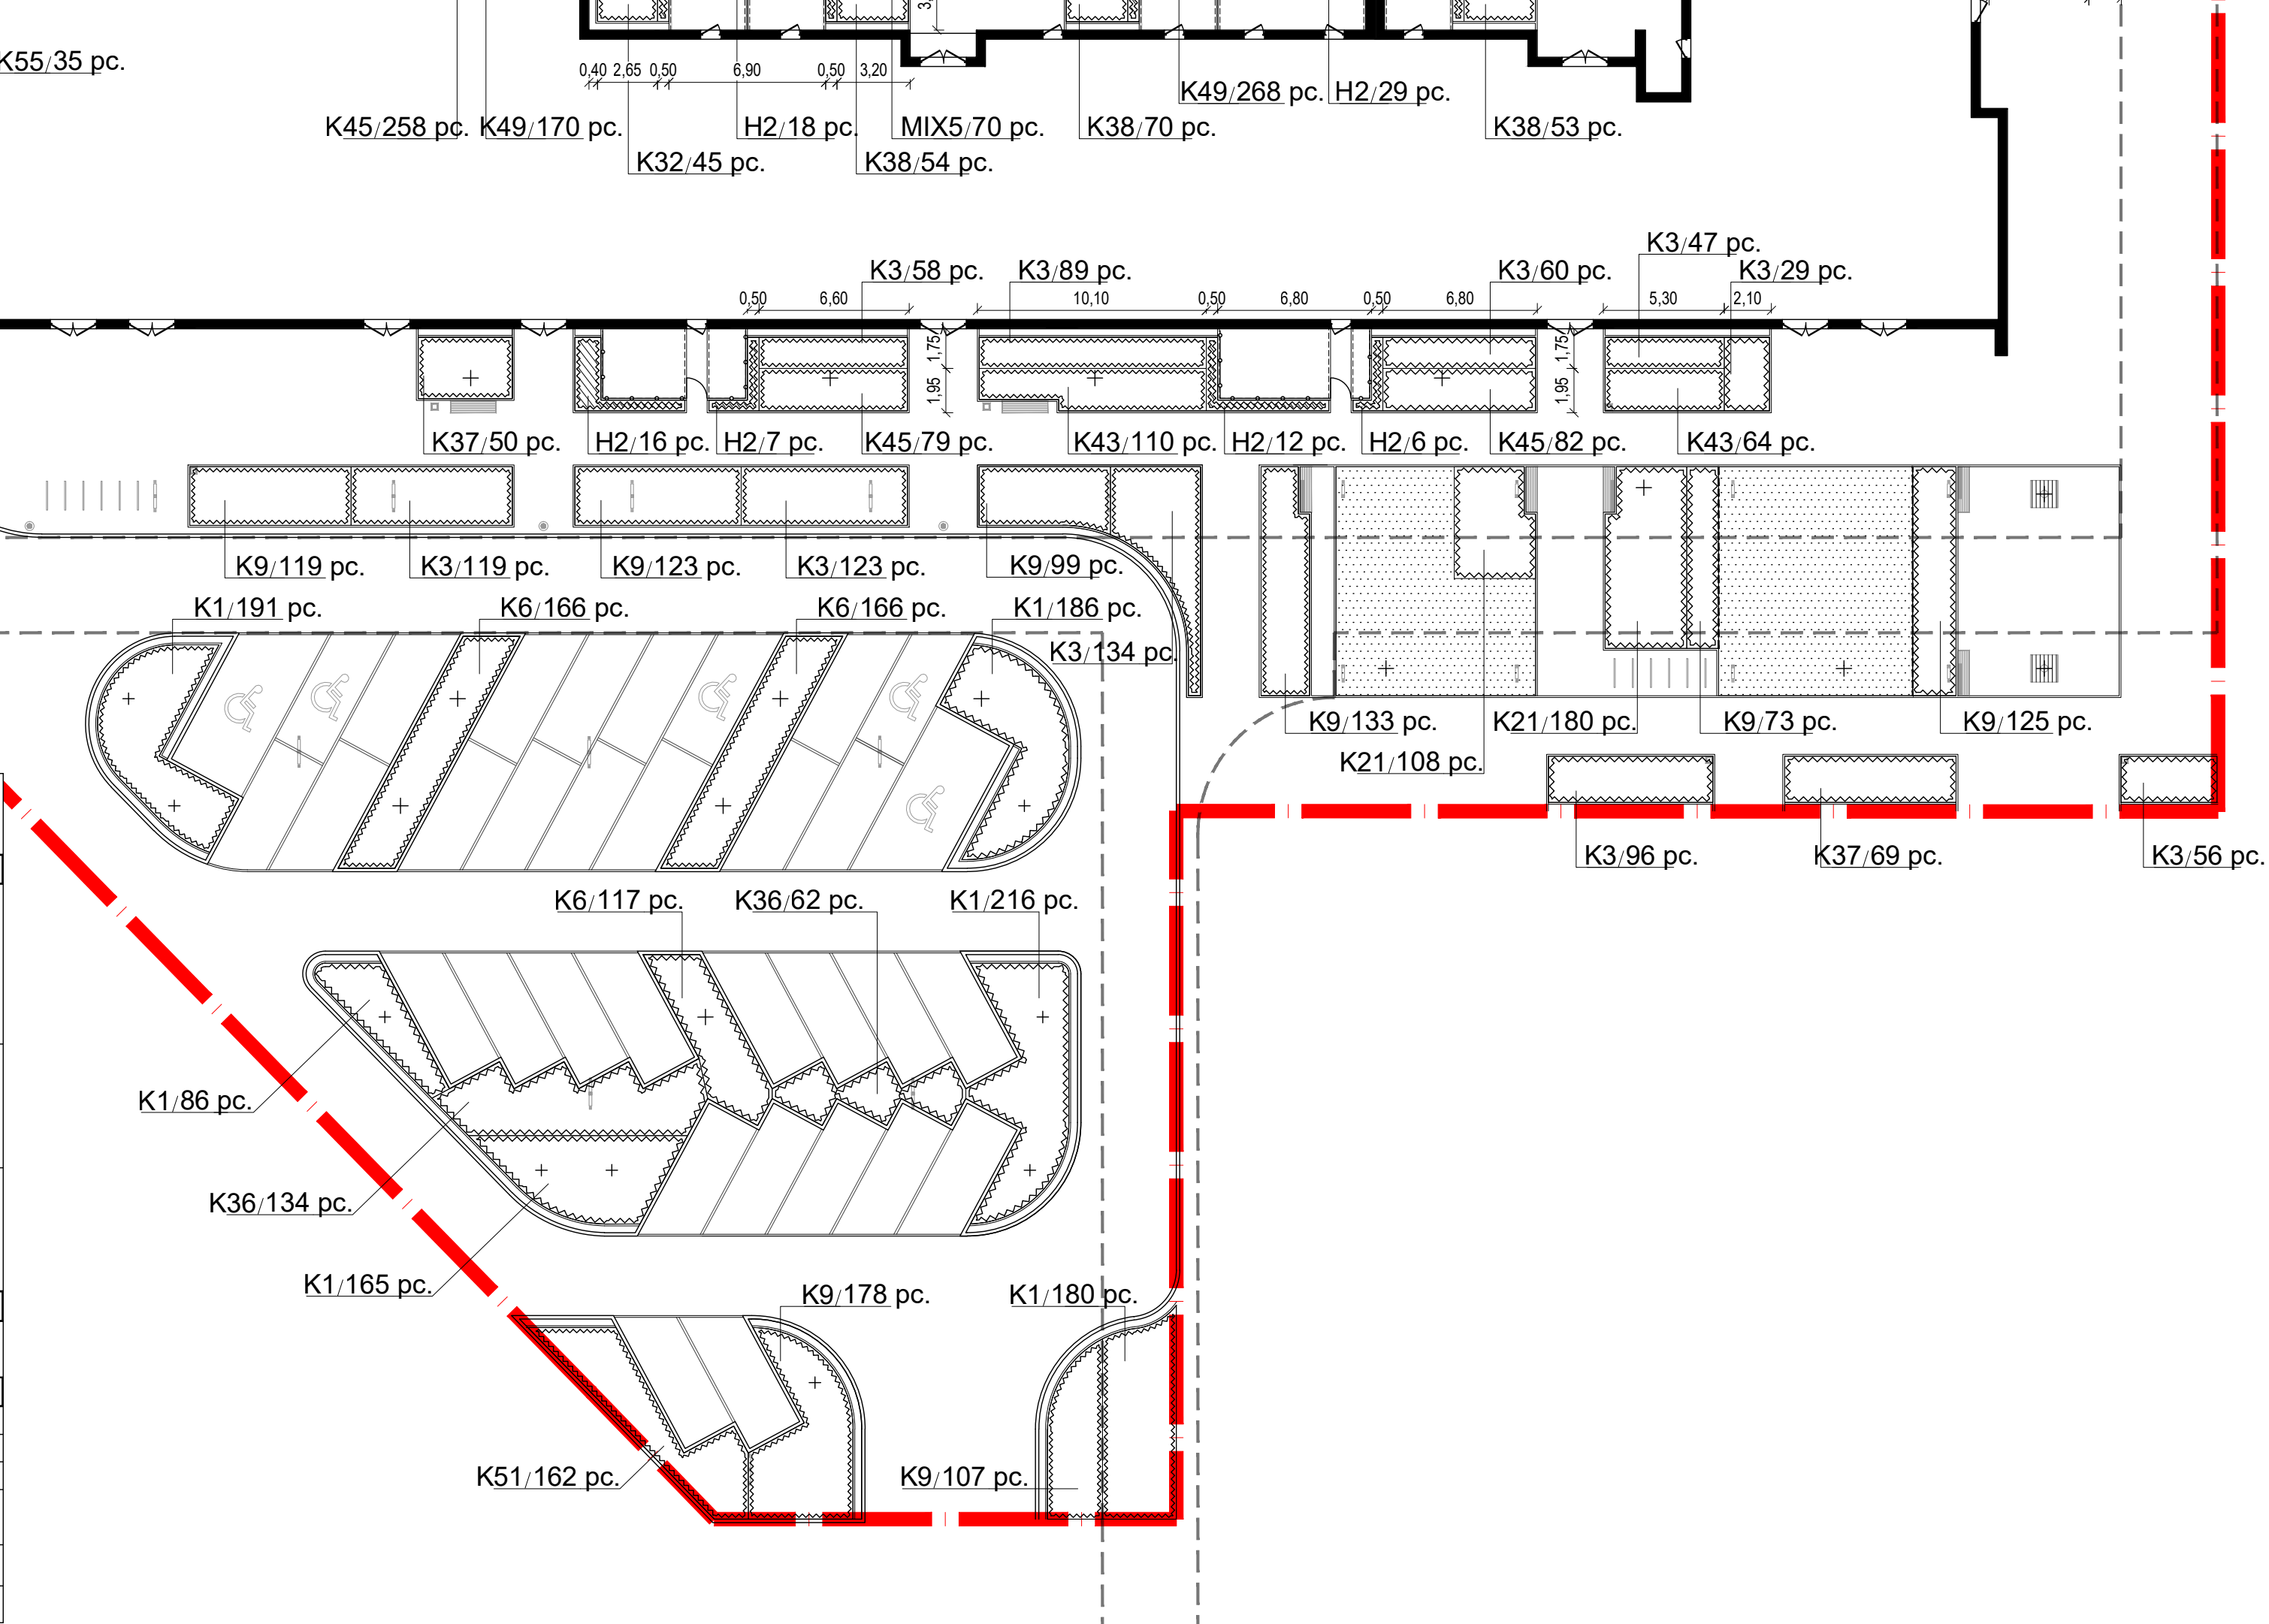 3,
K55/35 pc.
0,40 2,65 0,50 6,90 0,50 3,20
K49/268 pc. H2/29 pc.
K45/258 pc. K49/170 pc. H2/18 pc. MIX5/70 pc. K38/70 pc. K38/53 pc.
K32/45 pc. K38/54 pc.
K3/47 pc.
K3/58 pc. K3/89 pc. K3/60 pc. K3/29 pc.
0,50 6,60 10,10 0,50 6,80 0,50 6,80 5,30 2,10
1,75 1,75
1,95 1,95
K37/50 pc. H2/16 pc. H2/7 pc. K45/79 pc. K43/110 pc. H2/12 pc. H2/6 pc. K45/82 pc. K43/64 pc.
K9/119 pc. K3/119 pc. K9/123 pc. K3/123 pc. K9/99 pc.
K1/191 pc. K6/166 pc. K6/166 pc. K1/186 pc.
K3/134 pc.
K9/133 pc. K21/180 pc. K9/73 pc. K9/125 pc.
K21/108 pc.
K3/96 pc. K37/69 pc. K3/56 pc.
K6/117 pc. K36/62 pc. K1/216 pc.
K1/86 pc.
K36/134 pc.
K1/165 pc.
K9/178 pc. K1/180 pc.
K51/162 pc. K9/107 pc.